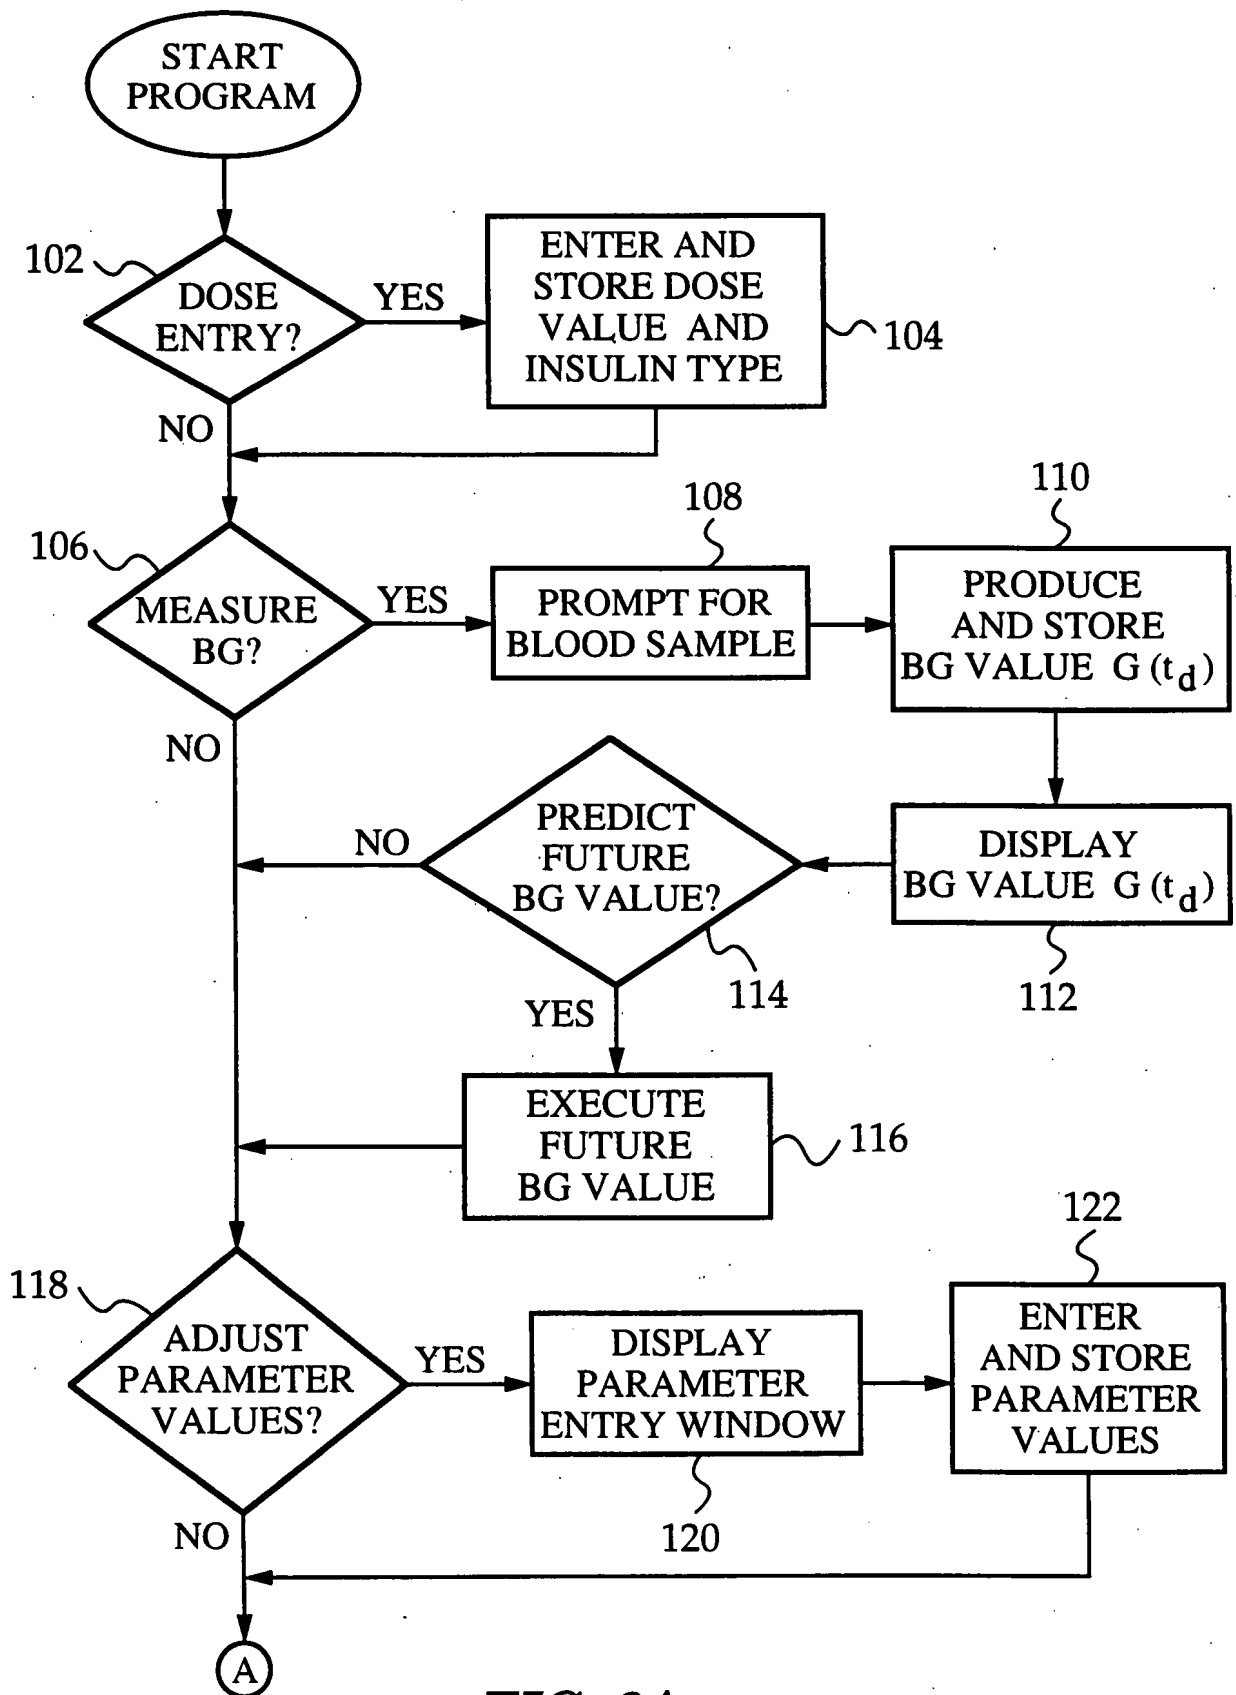 START
PROGRAM
102
DOSE
ENTRY?
YES
ENTER AND
STORE DOSE
VALUE AND
INSULIN TYPE
104
NO
106
MEASURE
BG?
YES
108
PROMPT FOR
BLOOD SAMPLE
110
PRODUCE
AND STORE
BG VALUE G (td)
NO
DISPLAY
BG VALUE G (td)
112
PREDICT
FUTURE
BG VALUE?
NO
114
YES
EXECUTE
FUTURE
BG VALUE
116
118
ADJUST
PARAMETER
VALUES?
YES
DISPLAY
PARAMETER
ENTRY WINDOW
120
122
ENTER
AND STORE
PARAMETER
VALUES
NO
A